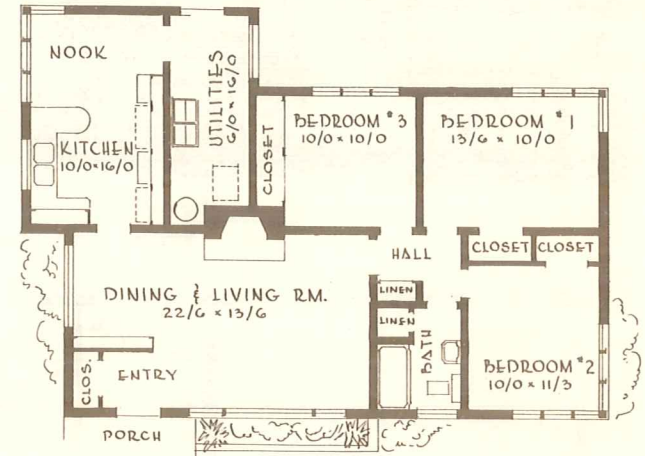 NOOK
KITCHEN
10/0×16/0
UTILITIES
6/0 × 16/0
CLOSET
BEDROOM #3
10/0 × 10/0
BEDROOM #1
13/6 × 10/0
HALL
CLOSET
CLOSET
LINEN
LINEN
DINING & LIVING RM.
22/6 × 13/6
BATH
BEDROOM #2
10/0 × 11/3
CLOS.
ENTRY
PORCH